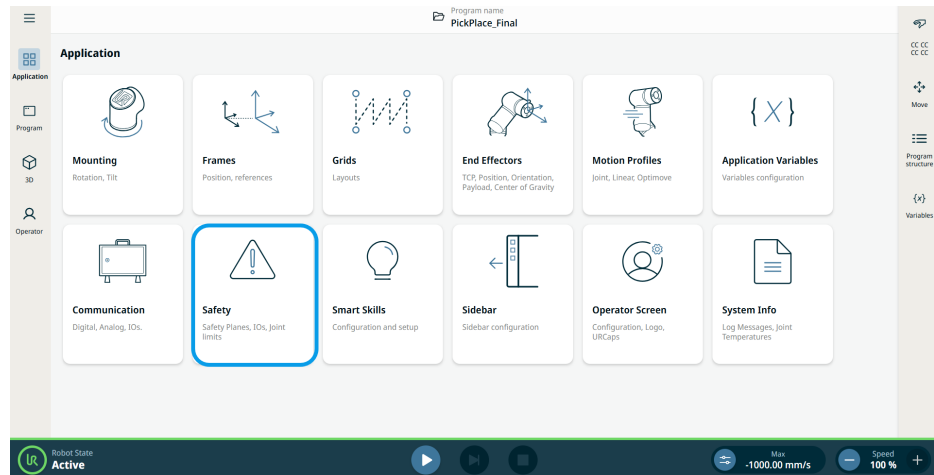 Program name
PickPlace_Final
CC CC
CC CC
Application
Application
Program
3D
Operator
Move
Program
structure
{x}
Variables
Mounting
Rotation, Tilt
Frames
Position, references
Grids
Layouts
End Effectors
TCP, Position, Orientation,
Payload, Center of Gravity
Motion Profiles
Joint, Linear, Optimove
{ X }
Application Variables
Variables configuration
Communication
Digital, Analog, IOs.
Safety
Safety Planes, IOs, Joint
limits
Smart Skills
Configuration and setup
Sidebar
Sidebar configuration
Operator Screen
Configuration, Logo,
URCaps
System Info
Log Messages, Joint
Temperatures
UR
Robot State
Active
Max
-1000.00 mm/s
Speed
100 %